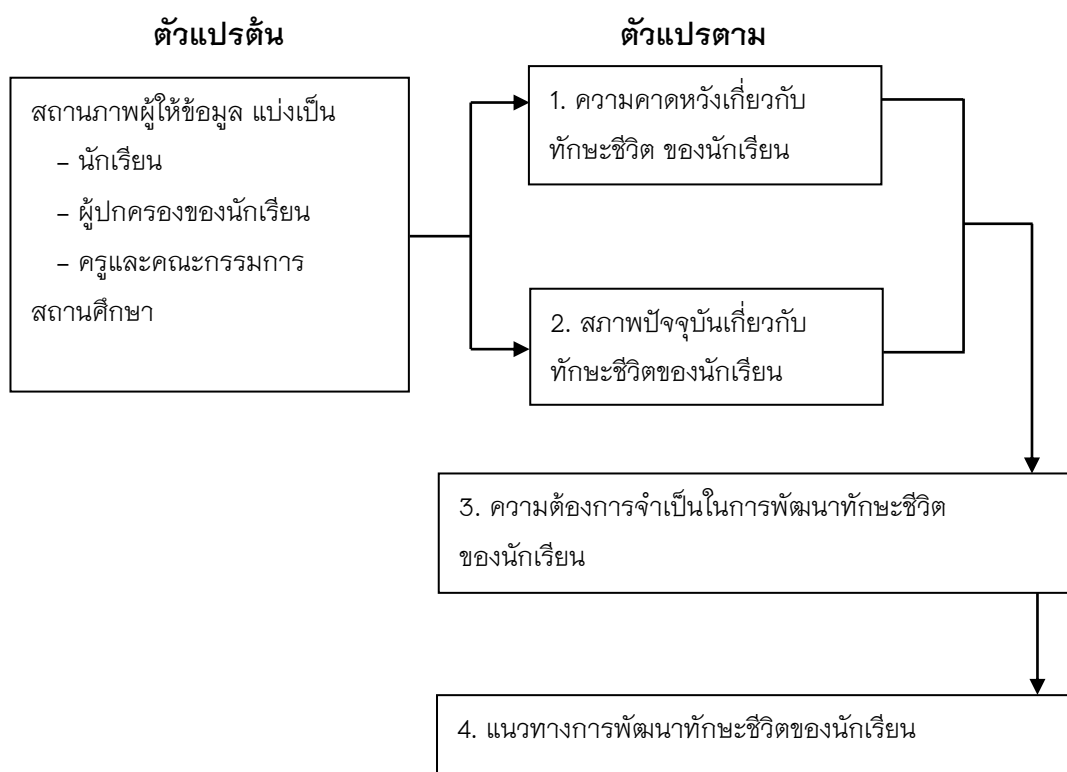 ตัวแปรต้น
ตัวแปรตาม
สถานภาพผู้ให้ข้อมูล แบ่งเป็น
– นักเรียน
– ผู้ปกครองของนักเรียน
– ครูและคณะกรรมการ
สถานศึกษา
1. ความคาดหวังเกี่ยวกับ
ทักษะชีวิต ของนักเรียน
2. สภาพปัจจุบันเกี่ยวกับ
ทักษะชีวิตของนักเรียน
3. ความต้องการจำเป็นในการพัฒนาทักษะชีวิต
ของนักเรียน
4. แนวทางการพัฒนาทักษะชีวิตของนักเรียน